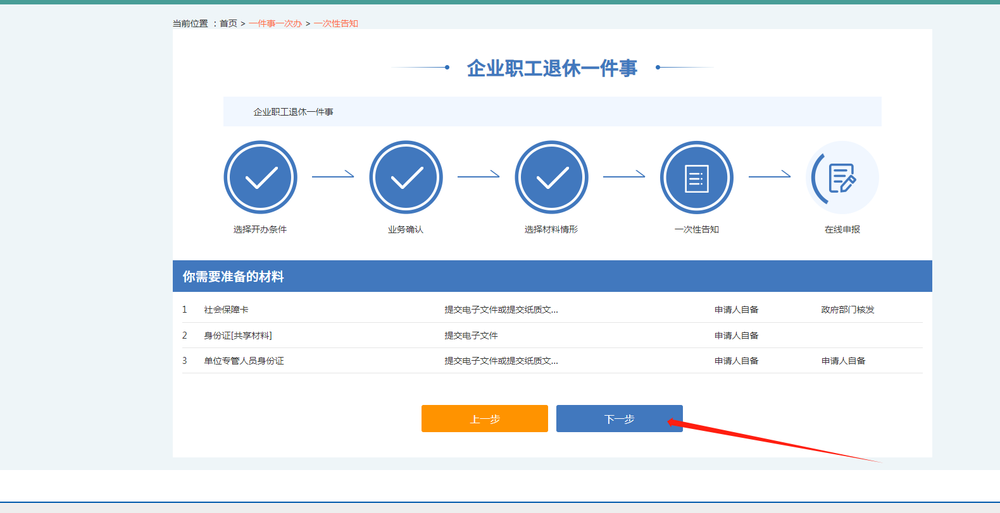 当前位置 ：首页 > 一件事一次办 > 一次性告知
企业职工退休一件事
企业职工退休一件事
选择开办条件 业务确认 选择材料情形 一次性告知 在线申报
你需要准备的材料
1 社会保障卡 提交电子文件或提交纸质文... 申请人自备 政府部门核发
2 身份证[共享材料] 提交电子文件 申请人自备
3 单位专管人员身份证 提交电子文件或提交纸质文... 申请人自备 申请人自备
上一步 下一步